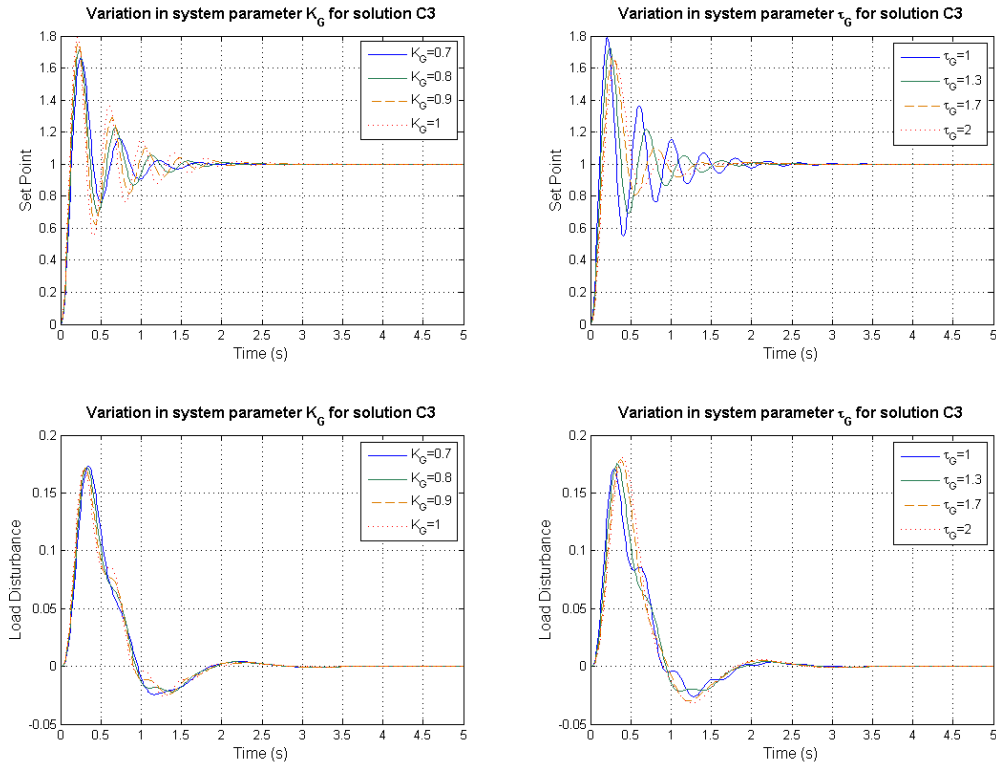 Variation in system parameter K_G for solution C3
1.8
1.6
1.4
1.2
1
0.8
0.6
0.4
0.2
0
Set Point
0 0.5 1 1.5 2 2.5 3 3.5 4 4.5 5
Time (s)
K_G=0.7
K_G=0.8
K_G=0.9
K_G=1
Variation in system parameter τ_G for solution C3
1.8
1.6
1.4
1.2
1
0.8
0.6
0.4
0.2
0
Set Point
0 0.5 1 1.5 2 2.5 3 3.5 4 4.5 5
Time (s)
τ_G=1
τ_G=1.3
τ_G=1.7
τ_G=2
Variation in system parameter K_G for solution C3
0.2
0.15
0.1
0.05
0
-0.05
Load Disturbance
0 0.5 1 1.5 2 2.5 3 3.5 4 4.5 5
Time (s)
K_G=0.7
K_G=0.8
K_G=0.9
K_G=1
Variation in system parameter τ_G for solution C3
0.2
0.15
0.1
0.05
0
-0.05
Load Disturbance
0 0.5 1 1.5 2 2.5 3 3.5 4 4.5 5
Time (s)
τ_G=1
τ_G=1.3
τ_G=1.7
τ_G=2